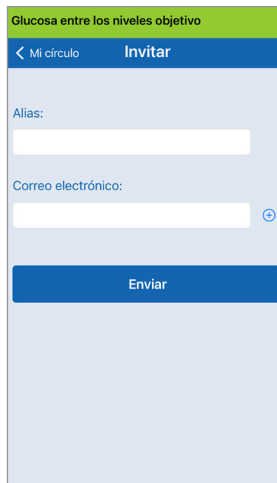 Glucosa entre los niveles objetivo
Mi círculo
Invitar
Alias:
Correo electrónico:
Enviar